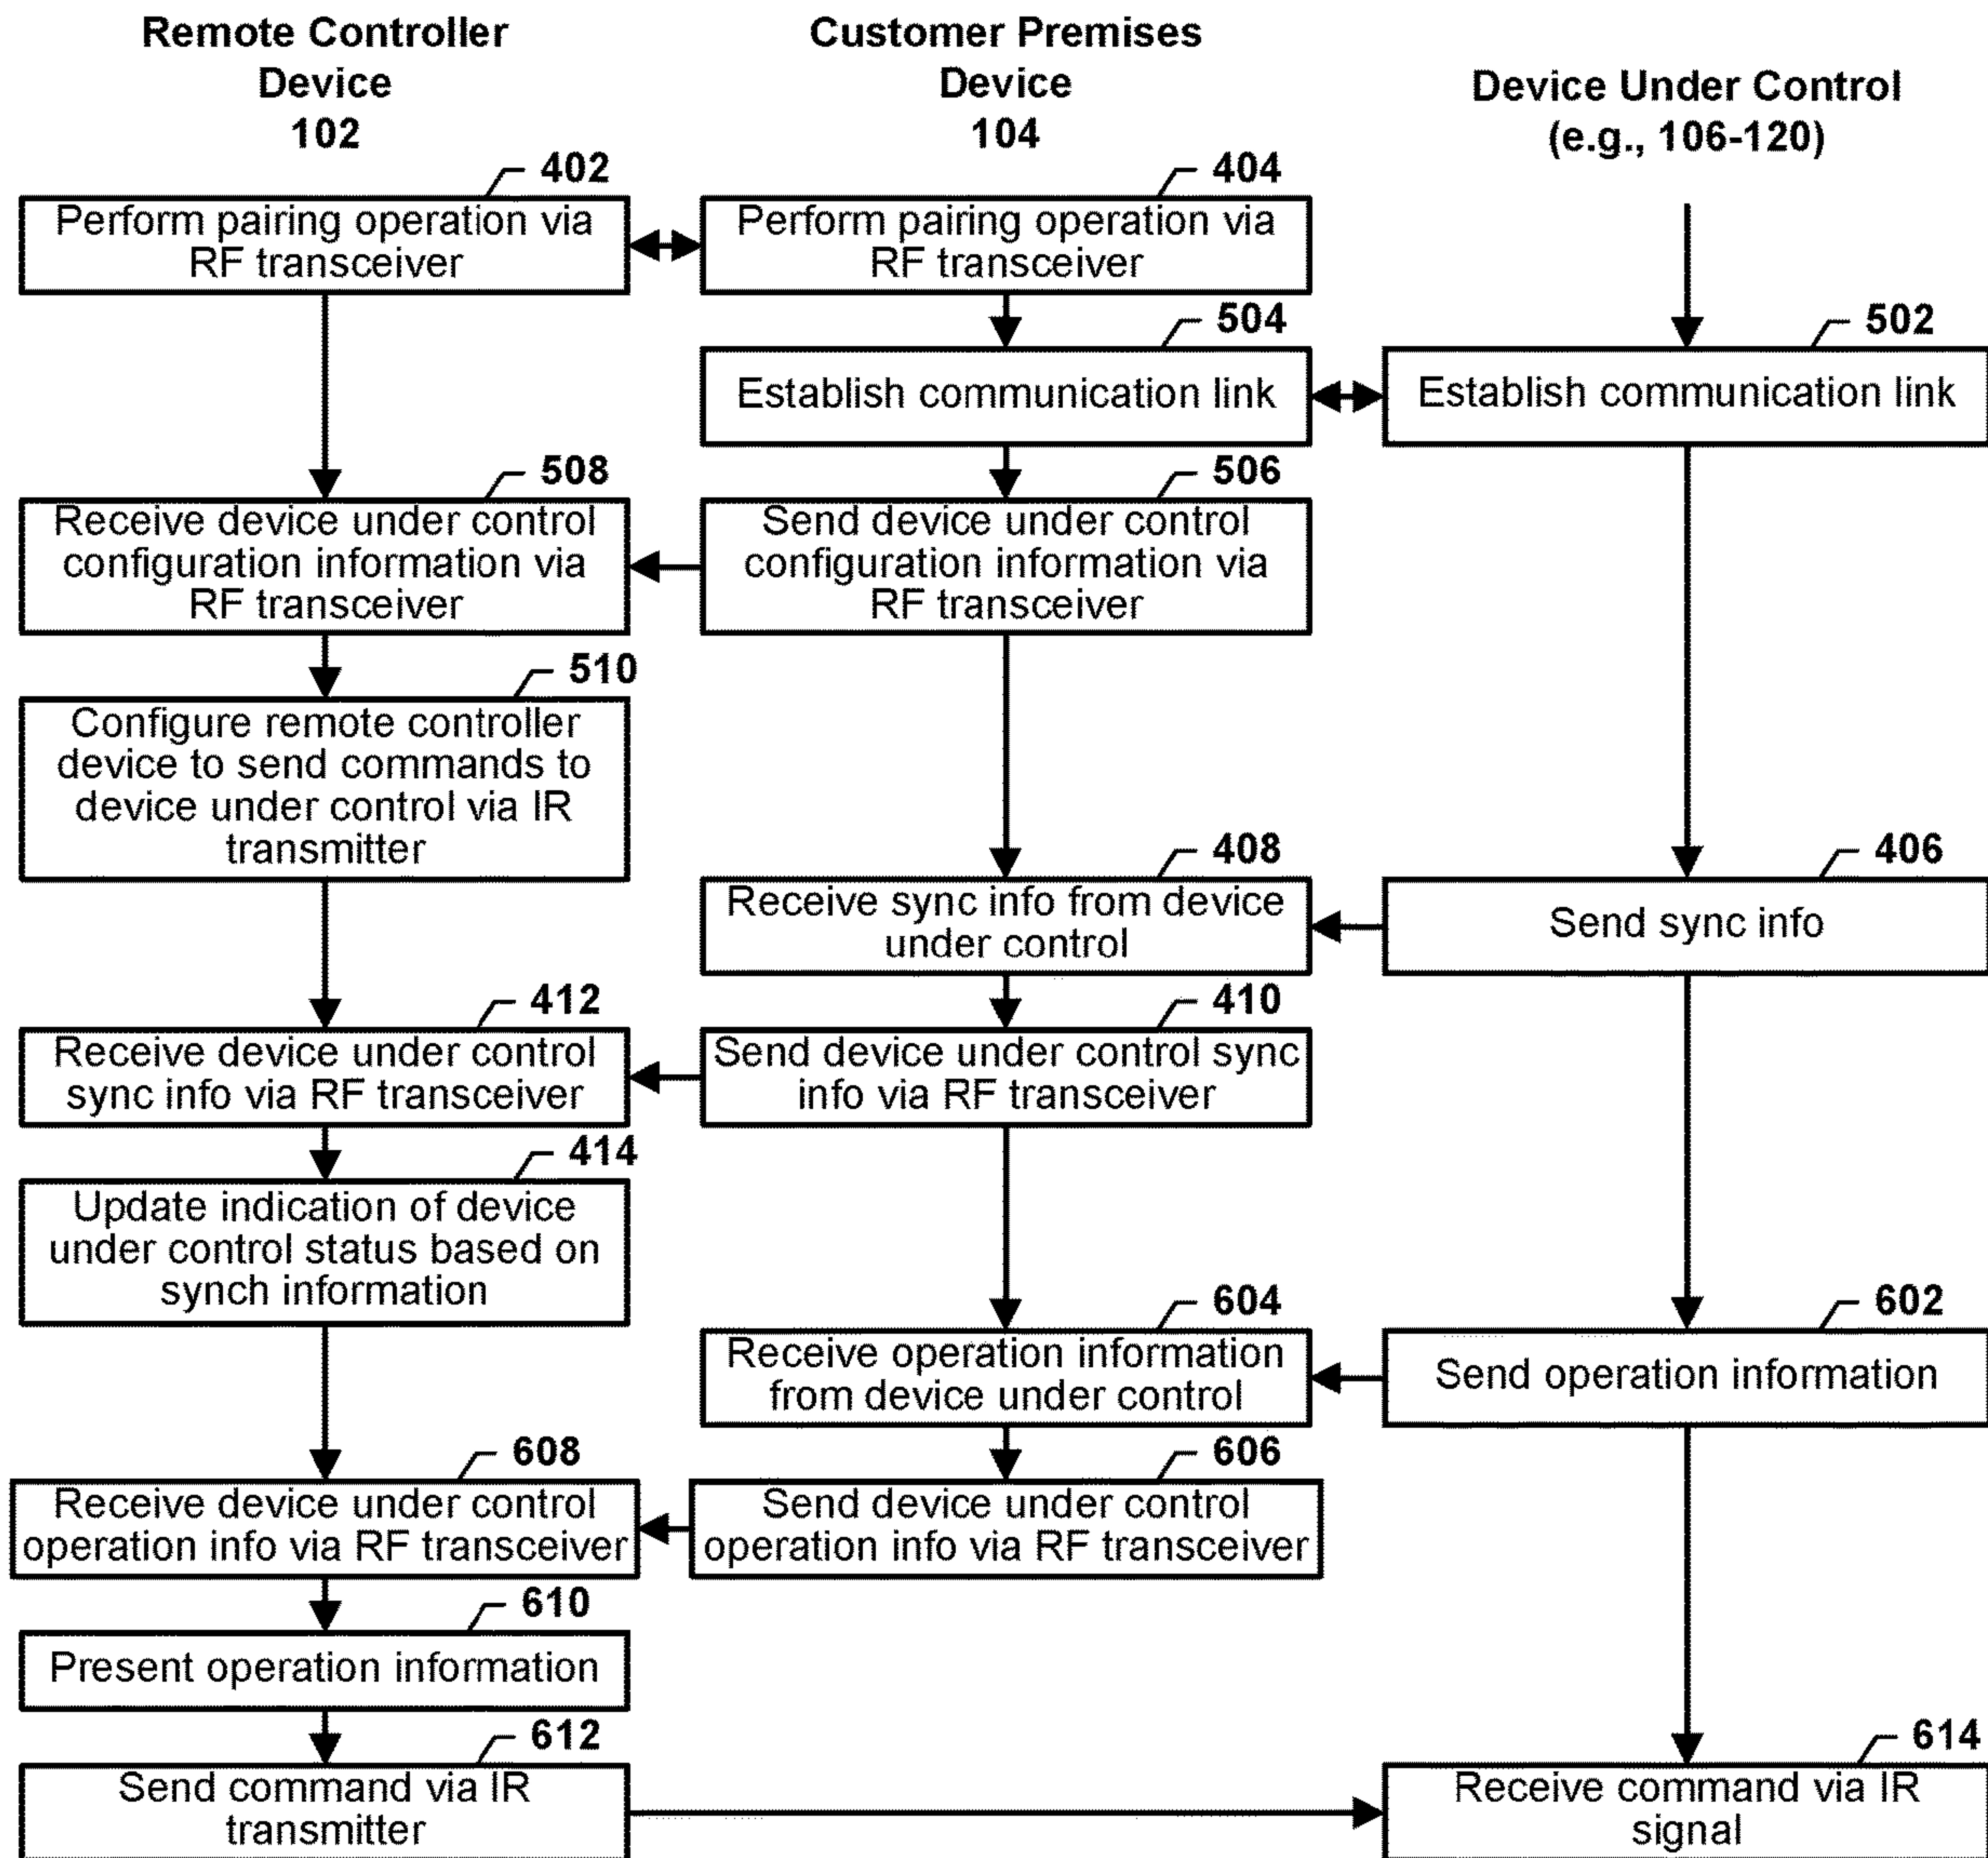 Remote Controller
Device
102
Customer Premises
Device
104
Device Under Control
(e.g., 106-120)
402
Perform pairing operation via
RF transceiver
404
Perform pairing operation via
RF transceiver
504
Establish communication link
502
Establish communication link
508
Receive device under control
configuration information via
RF transceiver
506
Send device under control
configuration information via
RF transceiver
510
Configure remote controller
device to send commands to
device under control via IR
transmitter
408
Receive sync info from device
under control
406
Send sync info
412
Receive device under control
sync info via RF transceiver
410
Send device under control sync
info via RF transceiver
414
Update indication of device
under control status based on
synch information
604
Receive operation information
from device under control
602
Send operation information
608
Receive device under control
operation info via RF transceiver
606
Send device under control
operation info via RF transceiver
610
Present operation information
612
Send command via IR
transmitter
614
Receive command via IR
signal